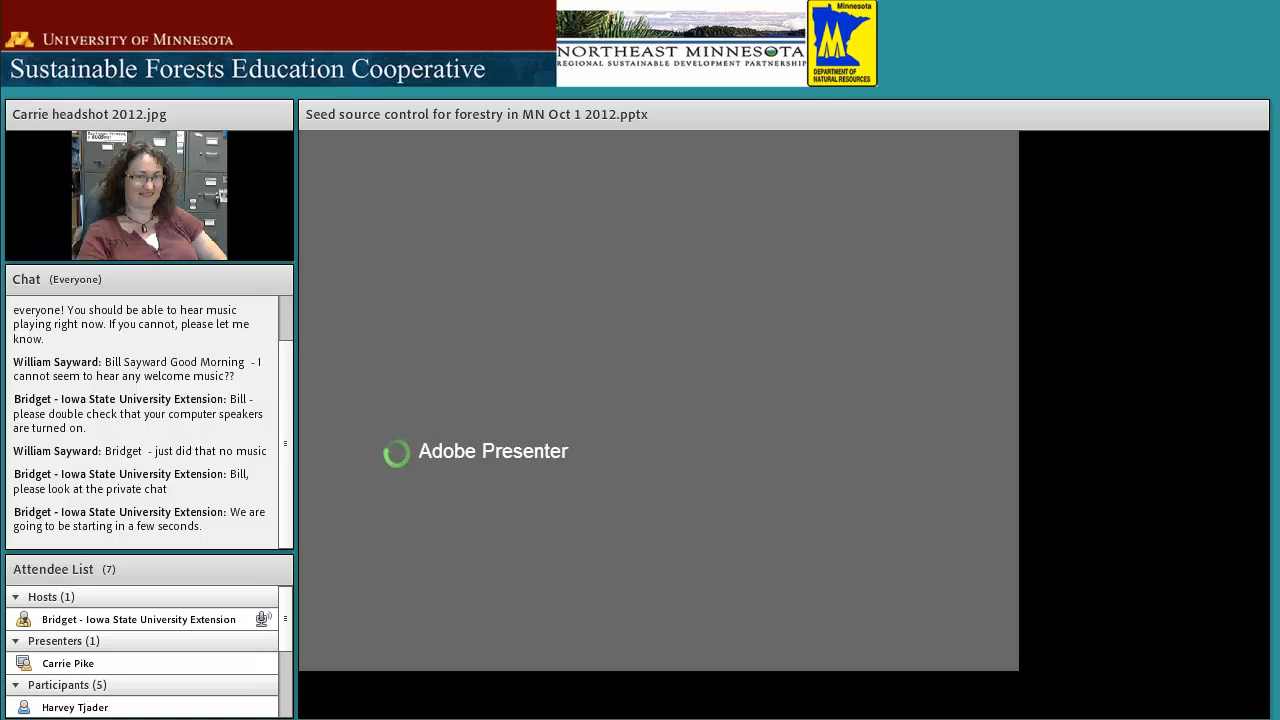 UNIVERSITY OF MINNESOTA
Sustainable Forests Education Cooperative
NORTHEAST MINNESOTA
REGIONAL SUSTAINABLE DEVELOPMENT PARTNERSHIP
Minnesota
DEPARTMENT OF
NATURAL RESOURCES
Carrie headshot 2012.jpg
Chat (Everyone)
everyone! You should be able to hear music
playing right now. If you cannot, please let me
know.
William Sayward: Bill Sayward Good Morning - I
cannot seem to hear any welcome music??
Bridget - Iowa State University Extension: Bill -
please double check that your computer speakers
are turned on.
William Sayward: Bridget - just did that no music
Bridget - Iowa State University Extension: Bill,
please look at the private chat
Bridget - Iowa State University Extension: We are
going to be starting in a few seconds.
Attendee List (7)
Hosts (1)
Bridget - Iowa State University Extension
Presenters (1)
Carrie Pike
Participants (5)
Harvey Tjader
Seed source control for forestry in MN Oct 1 2012.pptx
Adobe Presenter